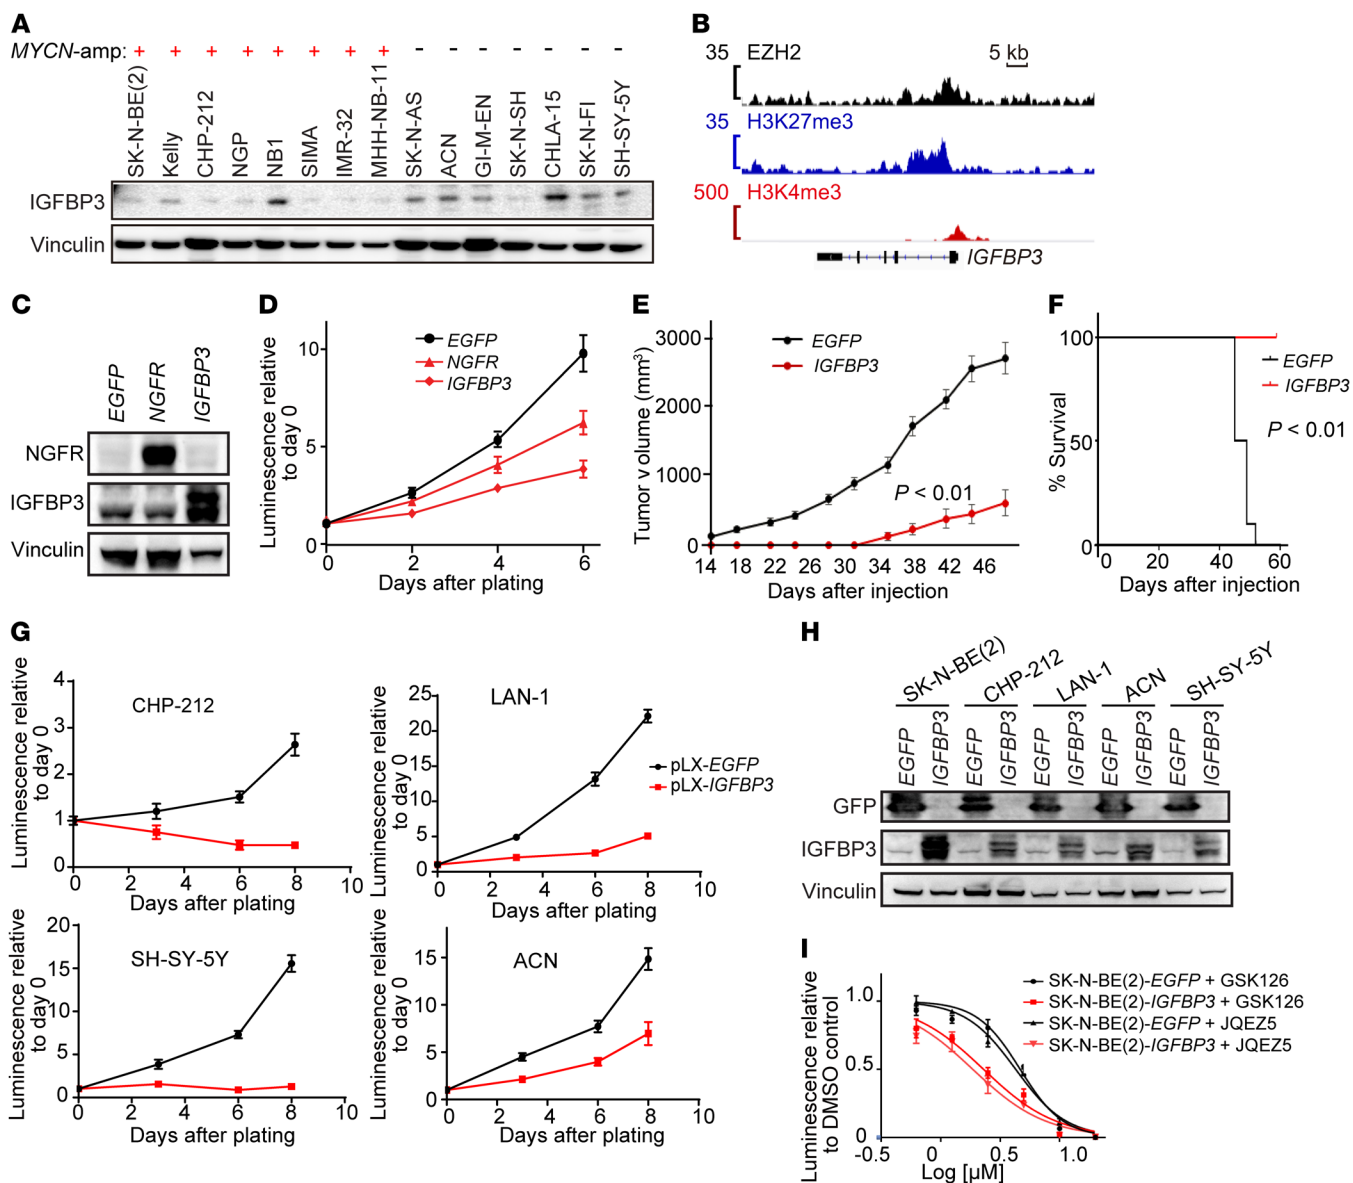 A
MYCN-amp: + + + + + + + + - - - - - - -
SK-N-BE(2) Kelly CHP-212 NGP NB1 SIMA IMR-32 MHH-NB-11 SK-N-AS ACN GI-M-EN SK-N-SH CHLA-15 SK-N-FI SH-SY-5Y
IGFBP3
Vinculin
B
35 EZH2 5 kb
35 H3K27me3
500 H3K4me3
IGFBP3
C
EGFP NGFR IGFBP3
NGFR
IGFBP3
Vinculin
D
Luminescence relative
to day 0
10
5
0
EGFP
NGFR
IGFBP3
0 2 4 6
Days after plating
E
Tumor v olume (mm3)
3000
2000
1000
0
EGFP
IGFBP3
P < 0.01
14 18 22 26 30 34 38 42 46
Days after injection
F
% Survival
100
50
0
EGFP
IGFBP3
P < 0.01
0 20 40 60
Days after injection
G
Luminescence relative
to day 0
4
3
2
1
0
CHP-212
0 2 4 6 8 10
Days after plating
Luminescence relative
to day 0
25
20
15
10
5
0
LAN-1
pLX-EGFP
pLX-IGFBP3
0 2 4 6 8 10
Days after plating
Luminescence relative
to day 0
20
15
10
5
0
SH-SY-5Y
0 2 4 6 8 10
Days after plating
Luminescence relative
to day 0
15
10
5
0
ACN
0 2 4 6 8 10
Days after plating
H
SK-N-BE(2) CHP-212 LAN-1 ACN SH-SY-5Y
EGFP IGFBP3 EGFP IGFBP3 EGFP IGFBP3 EGFP IGFBP3 EGFP IGFBP3
GFP
IGFBP3
Vinculin
I
Luminescence relative
to DMSO control
1.0
0.5
0
SK-N-BE(2)-EGFP + GSK126
SK-N-BE(2)-IGFBP3 + GSK126
SK-N-BE(2)-EGFP + JQEZ5
SK-N-BE(2)-IGFBP3 + JQEZ5
-0.5 0 0.5 1.0
Log [µM]